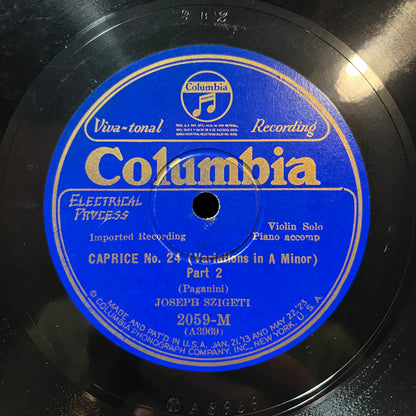 Columbia
Viva-tonal Recording
Columbia
ELECTRICAL
PROCESS
Violin Solo
Imported Recording Piano accomp
CAPRICE No. 24 (Variations in A Minor)
Part 2
(Paganini)
JOSEPH SZIGETI
2059-M
(A3969)
MADE AND PAT'D IN U.S.A. JAN. 21,'13 AND MAY 22,'23
© COLUMBIA PHONOGRAPH COMPANY, INC., NEW YORK, U.S.A.